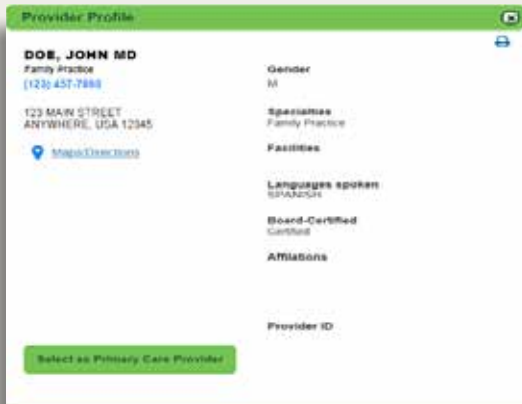 Provider Profile
DOE, JOHN MD
Family Practice
(123) 457-7890
123 MAIN STREET
ANYWHERE, USA 12345
Maps/Directions
Gender
M
Specialties
Family Practice
Facilities
Languages spoken
SPANISH
Board-Certified
Certified
Affilations
Provider ID
Select as Primary Care Provider